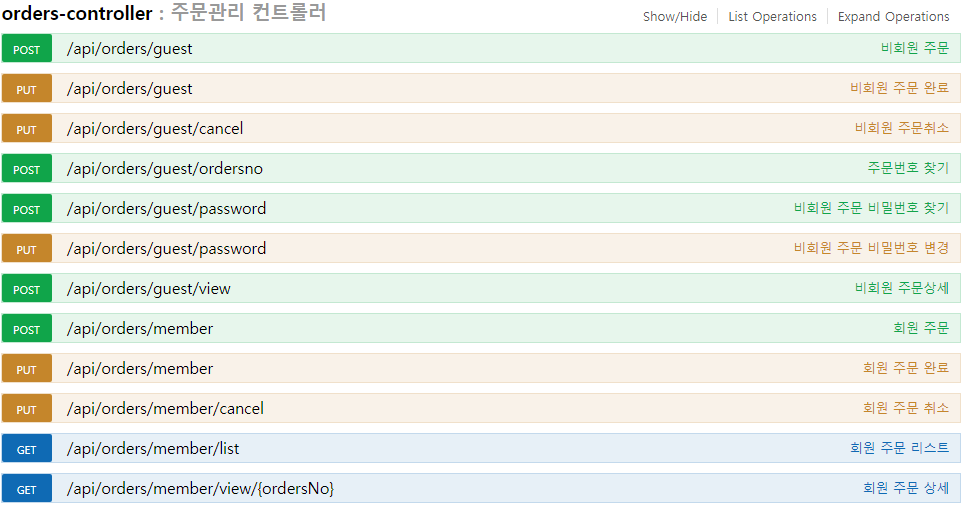 orders-controller : 주문관리 컨트롤러 Show/Hide List Operations Expand Operations
POST /api/orders/guest 비회원 주문
PUT /api/orders/guest 비회원 주문 완료
PUT /api/orders/guest/cancel 비회원 주문취소
POST /api/orders/guest/ordersno 주문번호 찾기
POST /api/orders/guest/password 비회원 주문 비밀번호 찾기
PUT /api/orders/guest/password 비회원 주문 비밀번호 변경
POST /api/orders/guest/view 비회원 주문상세
POST /api/orders/member 회원 주문
PUT /api/orders/member 회원 주문 완료
PUT /api/orders/member/cancel 회원 주문 취소
GET /api/orders/member/list 회원 주문 리스트
GET /api/orders/member/view/{ordersNo} 회원 주문 상세